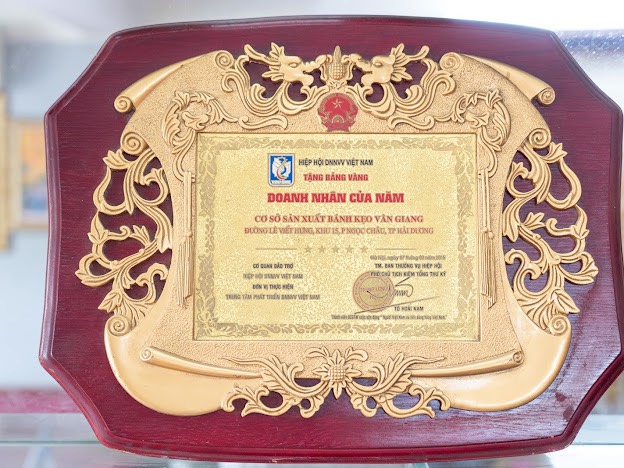 HIỆP HỘI DNNVV VIỆT NAM
TẶNG BẢNG VÀNG
DOANH NHÂN CỦA NĂM
CƠ SỞ SẢN XUẤT BÁNH KẸO VÂN GIANG
ĐƯỜNG LÊ VIẾT HƯNG, KHU 15, P NGỌC CHÂU, TP HẢI DƯƠNG
CƠ QUAN BẢO TRỢ
HIỆP HỘI DNNVV VIỆT NAM
ĐƠN VỊ THỰC HIỆN
TRUNG TÂM PHÁT TRIỂN DNNVV VIỆT NAM
Hà Nội, ngày
TM. BAN THƯỜNG VỤ HIỆP HỘI
PHÓ CHỦ TỊCH KIÊM TỔNG THƯ KÝ
TÔ HOÀI NAM